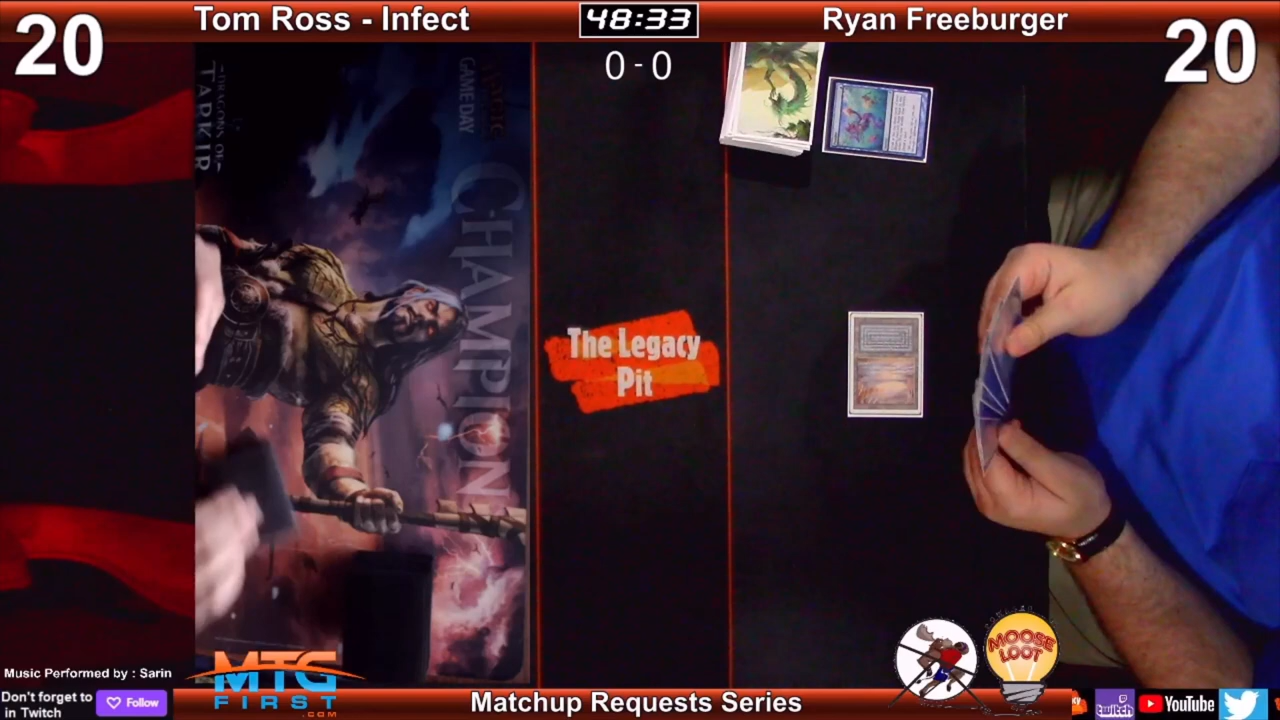 20
Tom Ross - Infect
48:33
0 - 0
Ryan Freeburger
20
DRAGONS OF
TARKIR
MAGIC
GAME DAY
CHAMPION
The Legacy
Pit
Music Performed by : Sarin
Don't forget to
in Twitch
Follow
MTG
FIRST
.COM
Matchup Requests Series
MOOSE
LOOT
twitch
YouTube